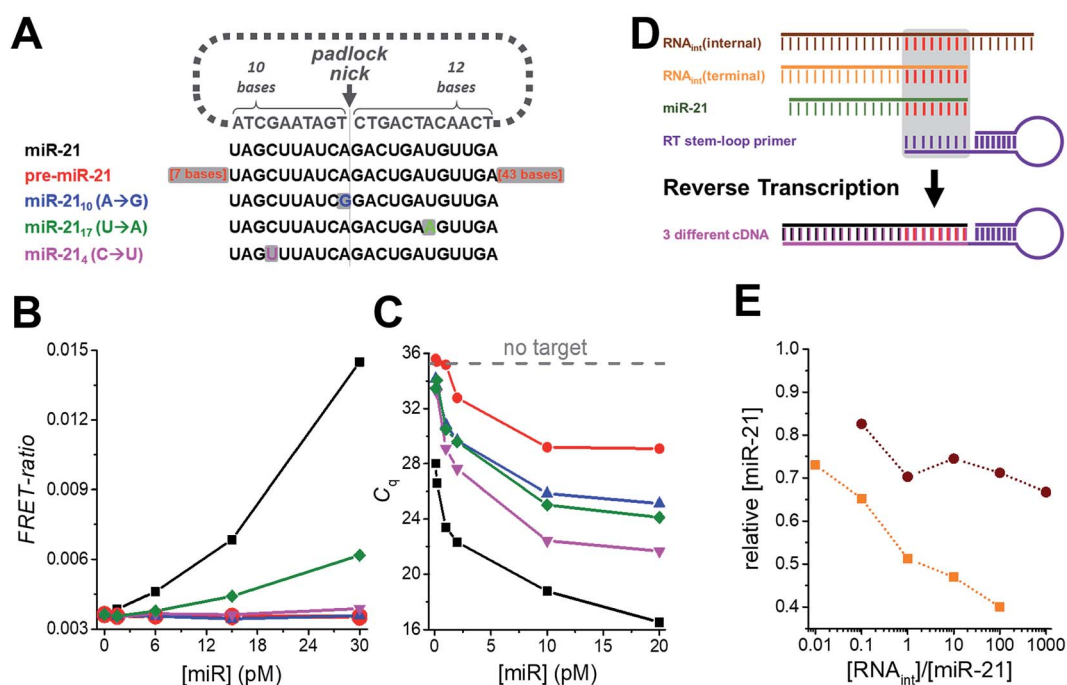 A
padlock
nick
10
bases
12
bases
ATCGAATAGT CTGACTACAACT
miR-21 UAGCUUAUCAGACUGAUGUUGA
pre-miR-21 [7 bases] UAGCUUAUCAGACUGAUGUUGA [43 bases]
miR-21₁₀ (A→G) UAGCUUAUCGGACUGAUGUUGA
miR-21₁₇ (U→A) UAGCUUAUCAGACUGAAGUUGA
miR-21₄ (C→U) UAGUUUAUCAGACUGAUGUUGA
D
RNAint(internal)
RNAint(terminal)
miR-21
RT stem-loop primer
Reverse Transcription
3 different cDNA
B
FRET-ratio
0.015
0.012
0.009
0.006
0.003
0 6 12 18 24 30
[miR] (pM)
C
Cq
36
32
28
24
20
16
no target
0 5 10 15 20
[miR] (pM)
E
relative [miR-21]
1.0
0.9
0.8
0.7
0.6
0.5
0.4
0.01 0.1 1 10 100 1000
[RNAint]/[miR-21]